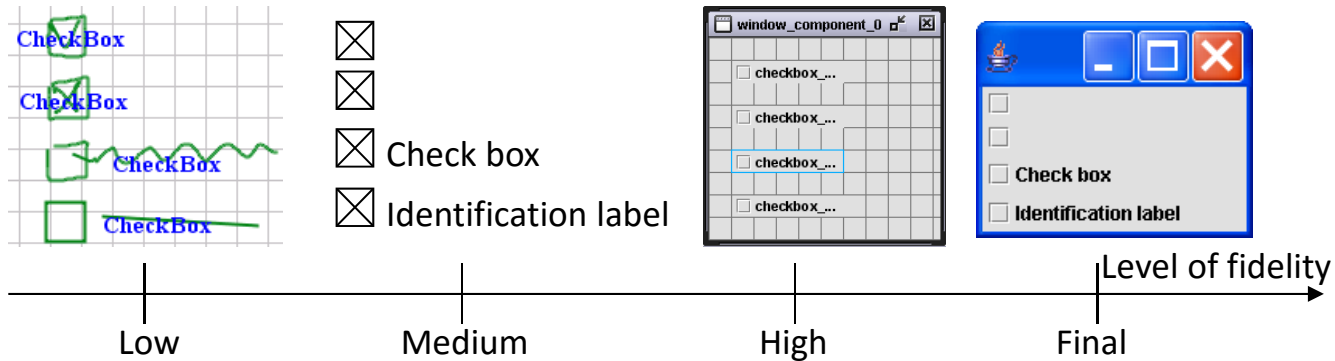 CheckBox
CheckBox
CheckBox
CheckBox
Check box
Identification label
window_component_0
checkbox_...
checkbox_...
checkbox_...
checkbox_...
Check box
Identification label
Level of fidelity
Low
Medium
High
Final